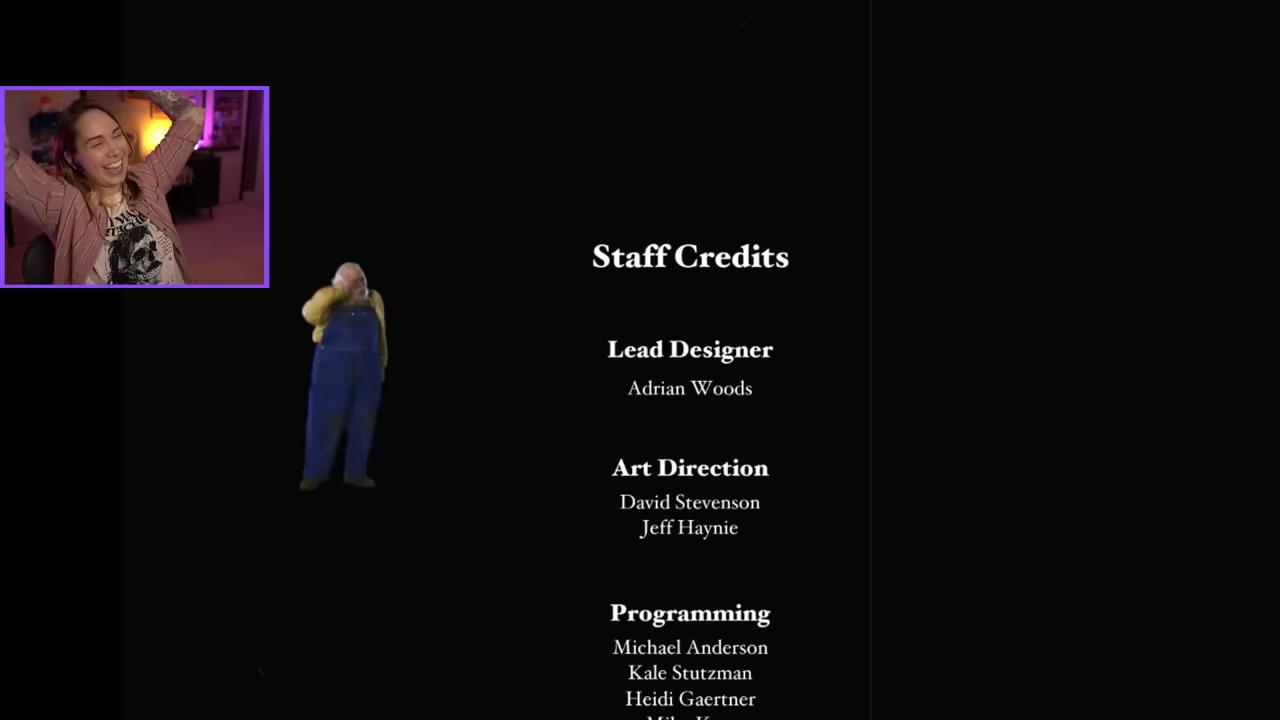 Staff Credits
Lead Designer
Adrian Woods
Art Direction
David Stevenson
Jeff Haynie
Programming
Michael Anderson
Kale Stutzman
Heidi Gaertner